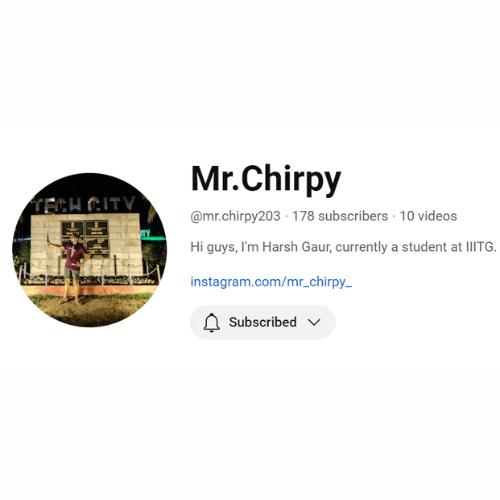 Mr.Chirpy
@mr.chirpy203 · 178 subscribers · 10 videos
Hi guys, I'm Harsh Gaur, currently a student at IIITG.
instagram.com/mr_chirpy_
Subscribed
TECH CITY